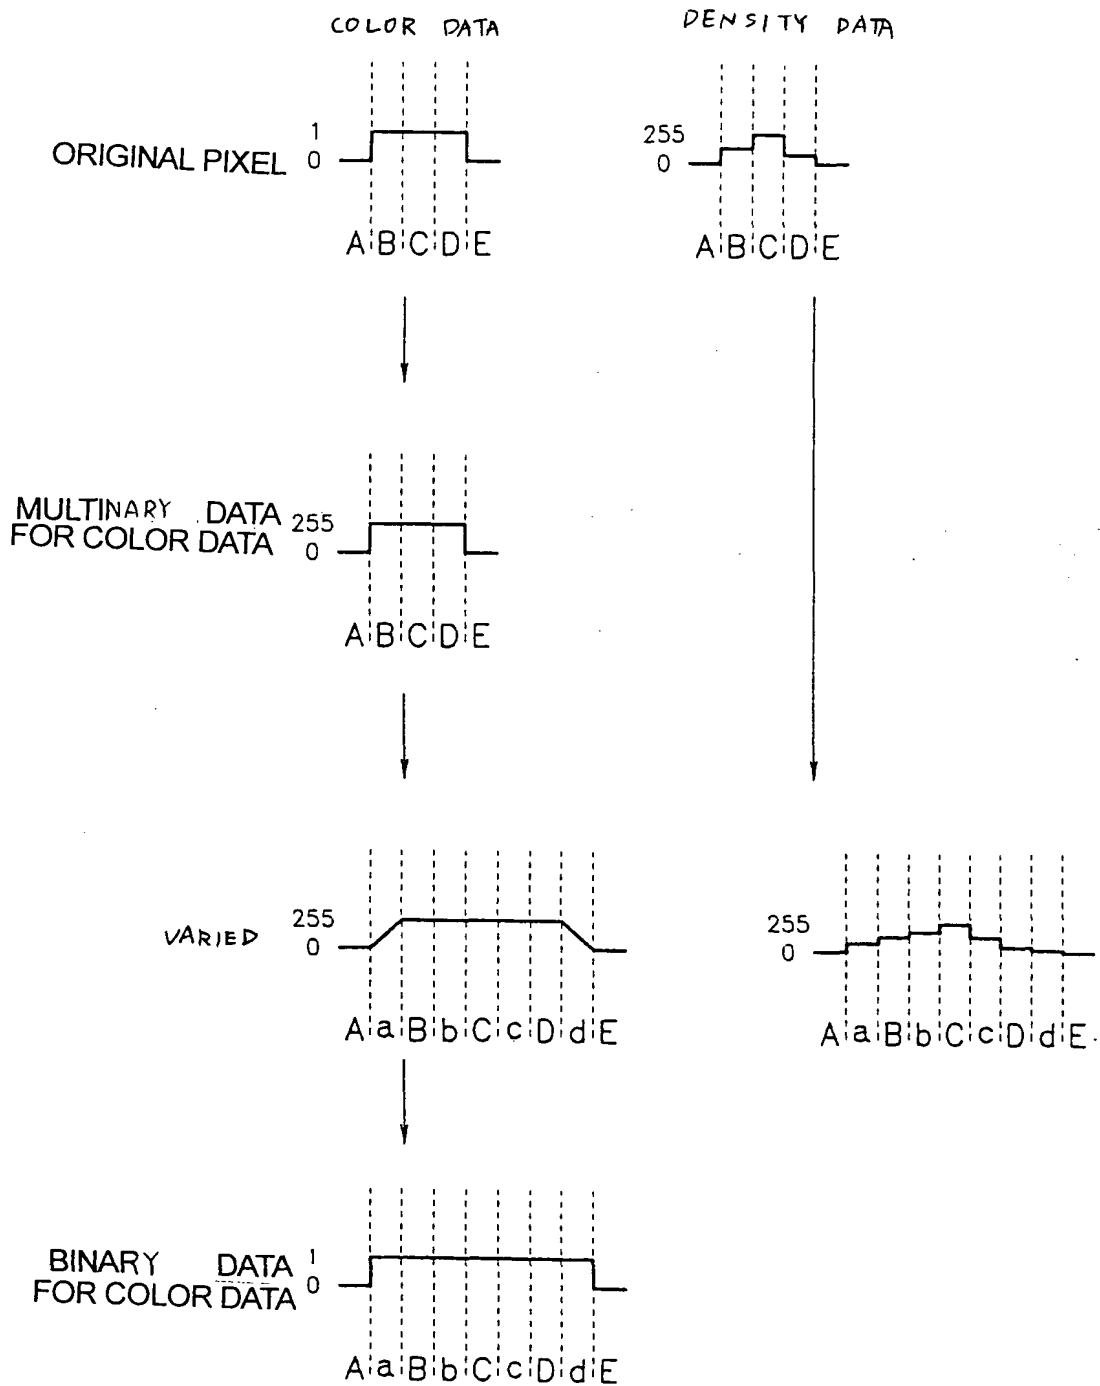 COLOR DATA
DENSITY DATA
ORIGINAL PIXEL
1
0
A B C D E
255
0
A B C D E
MULTINARY DATA
FOR COLOR DATA
255
0
A B C D E
VARIED
255
0
A a B b C c D d E
255
0
A a B b C c D d E
BINARY DATA
FOR COLOR DATA
1
0
A a B b C c D d E